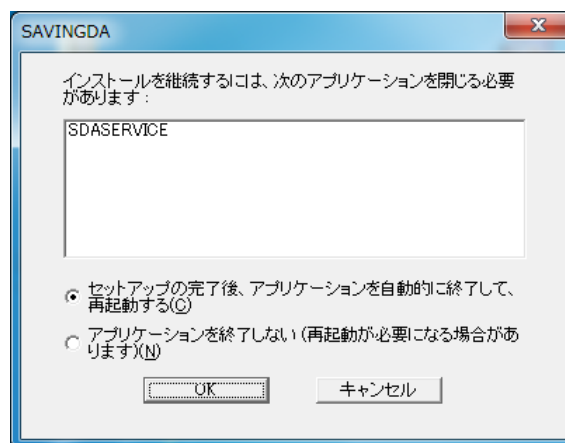 SAVINGDA
インストールを継続するには、次のアプリケーションを閉じる必要
があります：
SDASERVICE
セットアップの完了後、アプリケーションを自動的に終了して、
再起動する(C)
アプリケーションを終了しない（再起動が必要になる場合があ
ります）(N)
OK
キャンセル